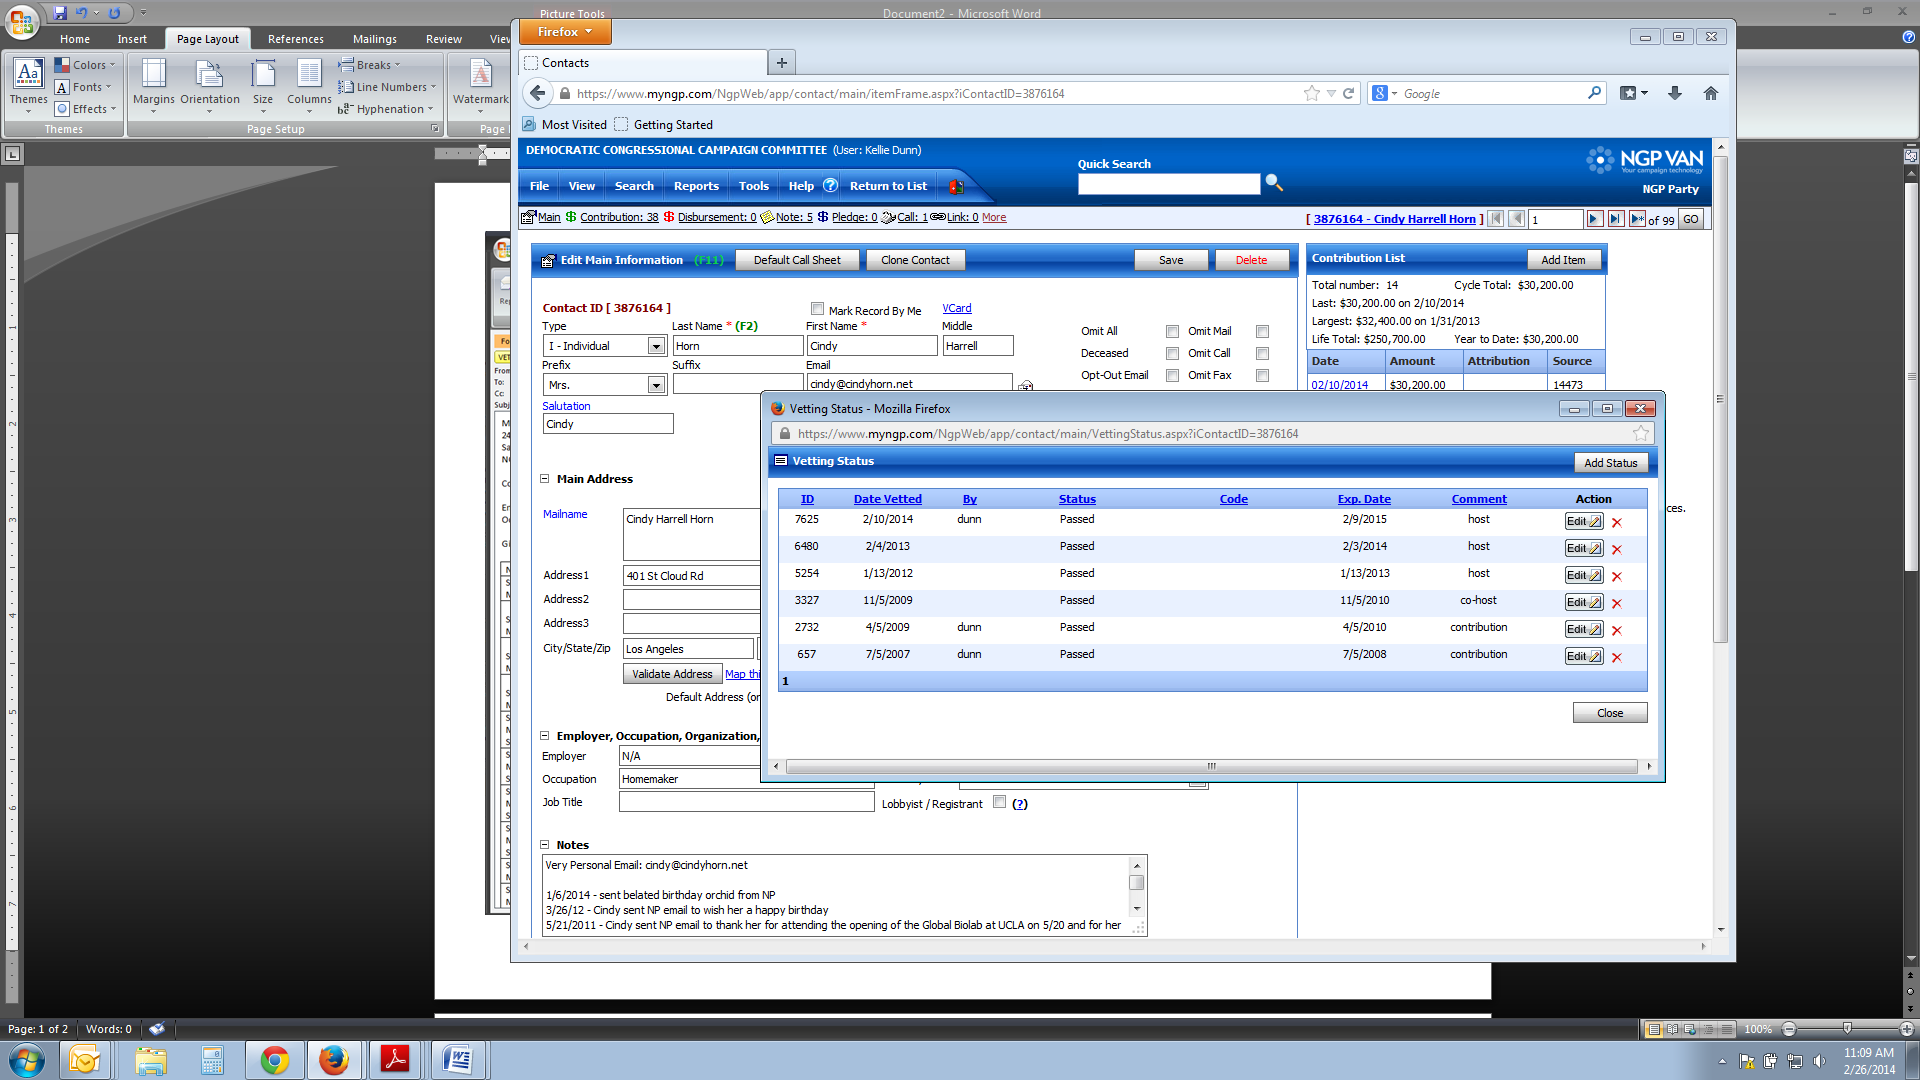 Picture Tools
Document2 - Microsoft Word
Home Insert Page Layout References Mailings Review
Themes
Colors
Fonts
Effects
Themes
Margins Orientation Size Columns
Breaks
Line Numbers
Hyphenation
Page Setup
Watermark
Firefox
Contacts
https://www.myngp.com/NgpWeb/app/contact/main/itemFrame.aspx?iContactID=3876164
Google
Most Visited Getting Started
DEMOCRATIC CONGRESSIONAL CAMPAIGN COMMITTEE (User: Kellie Dunn)
Quick Search
NGP VAN
Your campaign technology
NGP Party
File View Search Reports Tools Help Return to List
Main Contribution: 38 Disbursement: 0 Note: 5 Pledge: 0 Call: 1 Link: 0 More
[ 3876164 - Cindy Harrell Horn ] 1 of 99 GO
Edit Main Information (F11) Default Call Sheet Clone Contact Save Delete
Contact ID [ 3876164 ] Mark Record By Me VCard
Type Last Name * (F2) First Name * Middle
I - Individual Horn Cindy Harrell
Prefix Suffix Email
Mrs. cindy@cindyhorn.net
Salutation
Cindy
Omit All Omit Mail
Deceased Omit Call
Opt-Out Email Omit Fax
Contribution List Add Item
Total number: 14 Cycle Total: $30,200.00
Last: $30,200.00 on 2/10/2014
Largest: $32,400.00 on 1/31/2013
Life Total: $250,700.00 Year to Date: $30,200.00
Date Amount Attribution Source
02/10/2014 $30,200.00 14473
Main Address
Mailname Cindy Harrell Horn
Address1 401 St Cloud Rd
Address2
Address3
City/State/Zip Los Angeles
Validate Address Map thi
Default Address (or
Employer, Occupation, Organization,
Employer N/A
Occupation Homemaker
Job Title
Lobbyist / Registrant (?)
Notes
Very Personal Email: cindy@cindyhorn.net
1/6/2014 - sent belated birthday orchid from NP
3/26/12 - Cindy sent NP email to wish her a happy birthday
5/21/2011 - Cindy sent NP email to thank her for attending the opening of the Global Biolab at UCLA on 5/20 and for her
Vetting Status - Mozilla Firefox
https://www.myngp.com/NgpWeb/app/contact/main/VettingStatus.aspx?iContactID=3876164
Vetting Status Add Status
ID Date Vetted By Status Code Exp. Date Comment Action
7625 2/10/2014 dunn Passed 2/9/2015 host Edit
6480 2/4/2013 Passed 2/3/2014 host Edit
5254 1/13/2012 Passed 1/13/2013 host Edit
3327 11/5/2009 Passed 11/5/2010 co-host Edit
2732 4/5/2009 dunn Passed 4/5/2010 contribution Edit
657 7/5/2007 dunn Passed 7/5/2008 contribution Edit
1
Close
ces.
Page: 1 of 2 Words: 0
100%
11:09 AM
2/26/2014